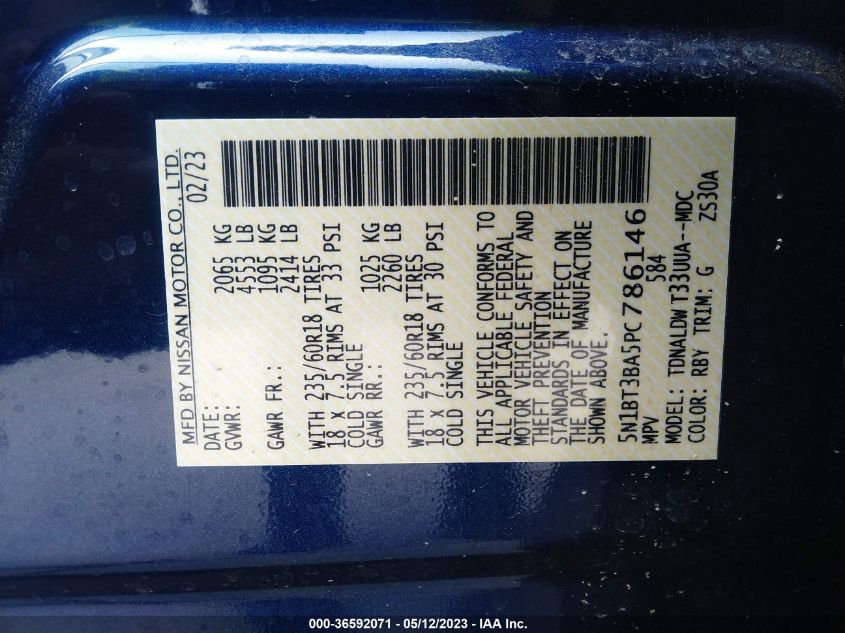 MFD BY NISSAN MOTOR CO., LTD.
DATE: 02/23
GVWR: 2065 KG
4553 LB
GAWR FR.: 1095 KG
2414 LB
WITH 235/60R18 TIRES
18 X 7.5 RIMS AT 33 PSI
COLD SINGLE
GAWR RR.: 1025 KG
2260 LB
WITH 235/60R18 TIRES
18 X 7.5 RIMS AT 30 PSI
COLD SINGLE
THIS VEHICLE CONFORMS TO
ALL APPLICABLE FEDERAL
MOTOR VEHICLE SAFETY AND
THEFT PREVENTION
STANDARDS IN EFFECT ON
THE DATE OF MANUFACTURE
SHOWN ABOVE.
5N1BT3BA5PC786146
MPV 584
MODEL: TDNALDWT33UUA--MDC
COLOR: RBY TRIM: G ZS30A
000-36592071 - 05/12/2023 - IAA Inc.